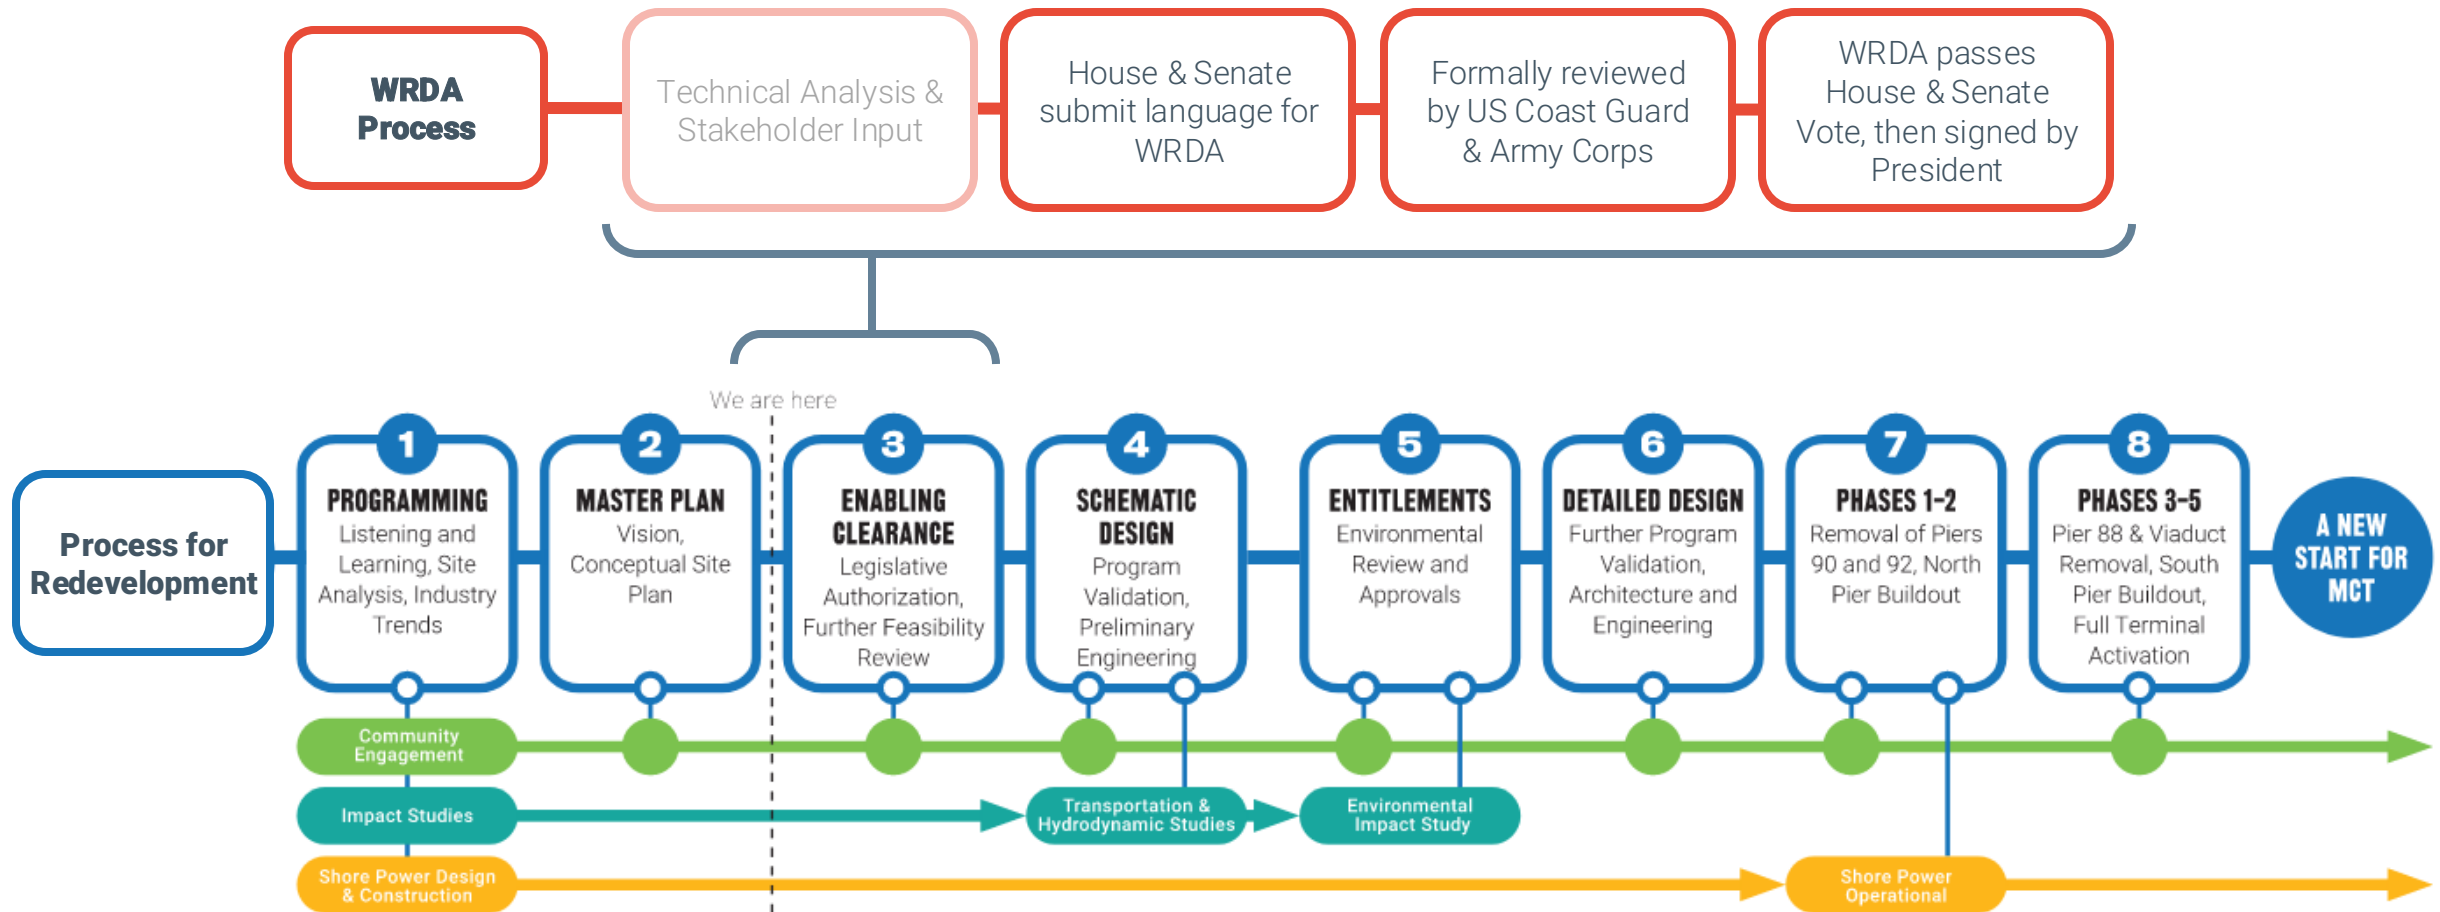 WRDA
Process
Technical Analysis &
Stakeholder Input
House & Senate
submit language for
WRDA
Formally reviewed
by US Coast Guard
& Army Corps
WRDA passes
House & Senate
Vote, then signed by
President
We are here
Process for
Redevelopment
1
PROGRAMMING
Listening and
Learning, Site
Analysis, Industry
Trends
2
MASTER PLAN
Vision,
Conceptual Site
Plan
3
ENABLING
CLEARANCE
Legislative
Authorization,
Further Feasibility
Review
4
SCHEMATIC
DESIGN
Program
Validation,
Preliminary
Engineering
5
ENTITLEMENTS
Environmental
Review and
Approvals
6
DETAILED DESIGN
Further Program
Validation,
Architecture and
Engineering
7
PHASES 1–2
Removal of Piers
90 and 92, North
Pier Buildout
8
PHASES 3–5
Pier 88 & Viaduct
Removal, South
Pier Buildout,
Full Terminal
Activation
A NEW
START FOR
MCT
Community
Engagement
Impact Studies
Transportation &
Hydrodynamic Studies
Environmental
Impact Study
Shore Power Design
& Construction
Shore Power
Operational